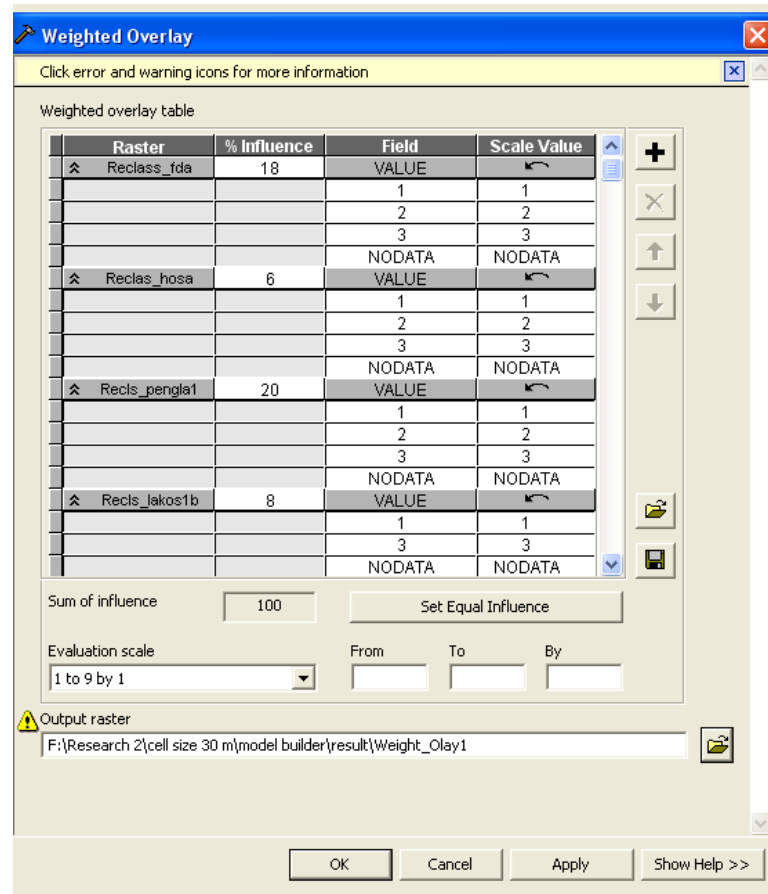 Weighted Overlay
Click error and warning icons for more information
Weighted overlay table
Raster % Influence Field Scale Value
Reclass_fda 18 VALUE
1 1
2 2
3 3
NODATA NODATA
Reclas_hosa 6 VALUE
1 1
2 2
3 3
NODATA NODATA
Recls_pengla1 20 VALUE
1 1
2 2
3 3
NODATA NODATA
Recls_lakos1b 8 VALUE
1 1
3 3
NODATA NODATA
Sum of influence 100 Set Equal Influence
Evaluation scale From To By
1 to 9 by 1
Output raster
F:\Research 2\cell size 30 m\model builder\result\Weight_Olay1
OK Cancel Apply Show Help >>